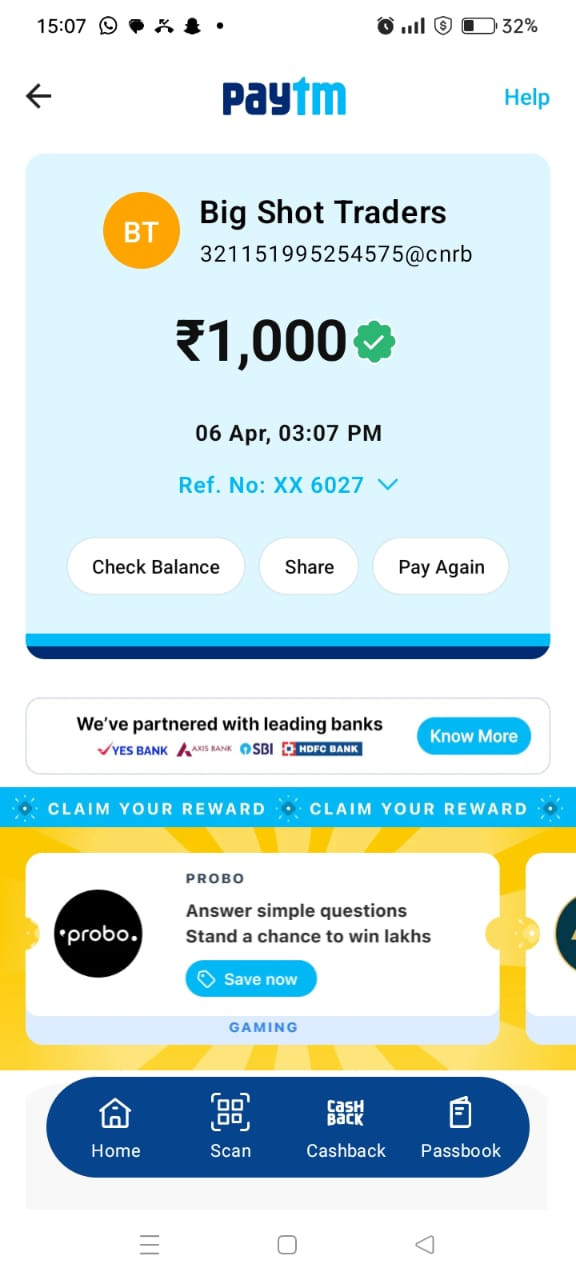 15:07
32%
paytm
Help
BT
Big Shot Traders
321151995254575@cnrb
₹1,000
06 Apr, 03:07 PM
Ref. No: XX 6027
Check Balance
Share
Pay Again
We've partnered with leading banks
YES BANK AXIS BANK SBI HDFC BANK
Know More
CLAIM YOUR REWARD CLAIM YOUR REWARD
PROBO
•probo.
Answer simple questions
Stand a chance to win lakhs
Save now
GAMING
Home
Scan
CASH
BACK
Cashback
Passbook